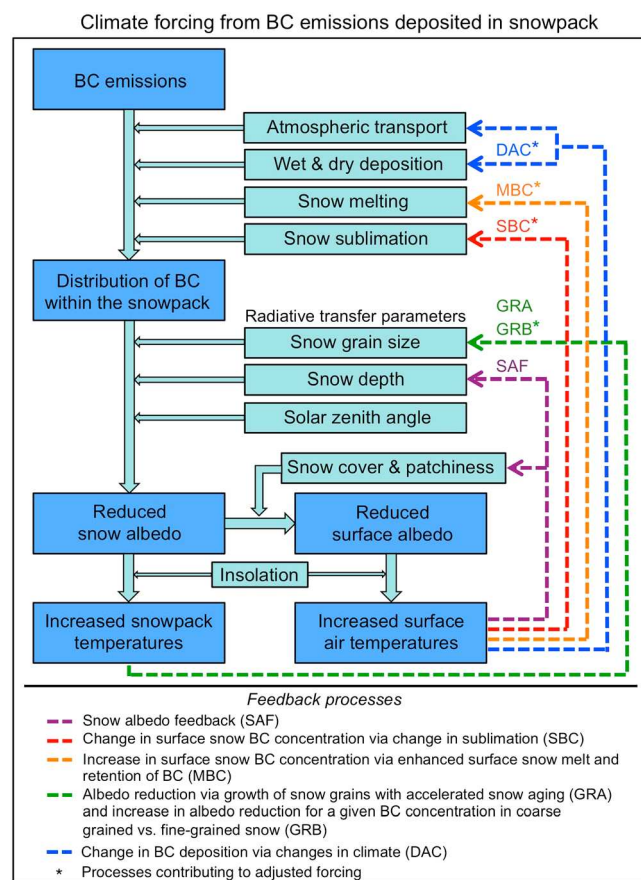 Climate forcing from BC emissions deposited in snowpack
BC emissions
Atmospheric transport
DAC*
Wet & dry deposition
MBC*
Snow melting
SBC*
Snow sublimation
Distribution of BC
within the snowpack
Radiative transfer parameters
GRA
GRB*
Snow grain size
SAF
Snow depth
Solar zenith angle
Snow cover & patchiness
Reduced
snow albedo
Reduced
surface albedo
Insolation
Increased snowpack
temperatures
Increased surface
air temperatures
Feedback processes
Snow albedo feedback (SAF)
Change in surface snow BC concentration via change in sublimation (SBC)
Increase in surface snow BC concentration via enhanced surface snow melt and
retention of BC (MBC)
Albedo reduction via growth of snow grains with accelerated snow aging (GRA)
and increase in albedo reduction for a given BC concentration in coarse
grained vs. fine-grained snow (GRB)
Change in BC deposition via changes in climate (DAC)
* Processes contributing to adjusted forcing